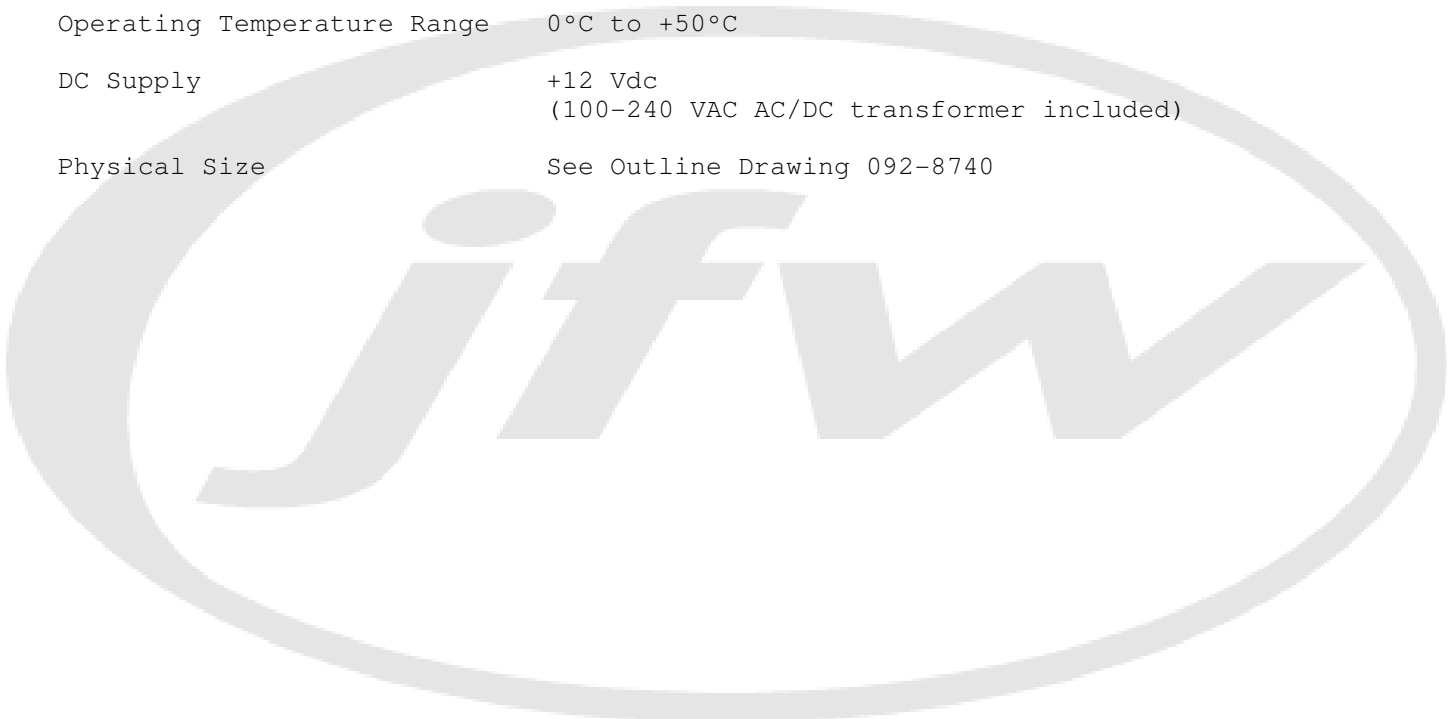 Operating Temperature Range 0°C to +50°C
DC Supply +12 Vdc
(100-240 VAC AC/DC transformer included)
Physical Size See Outline Drawing 092-8740
jfw